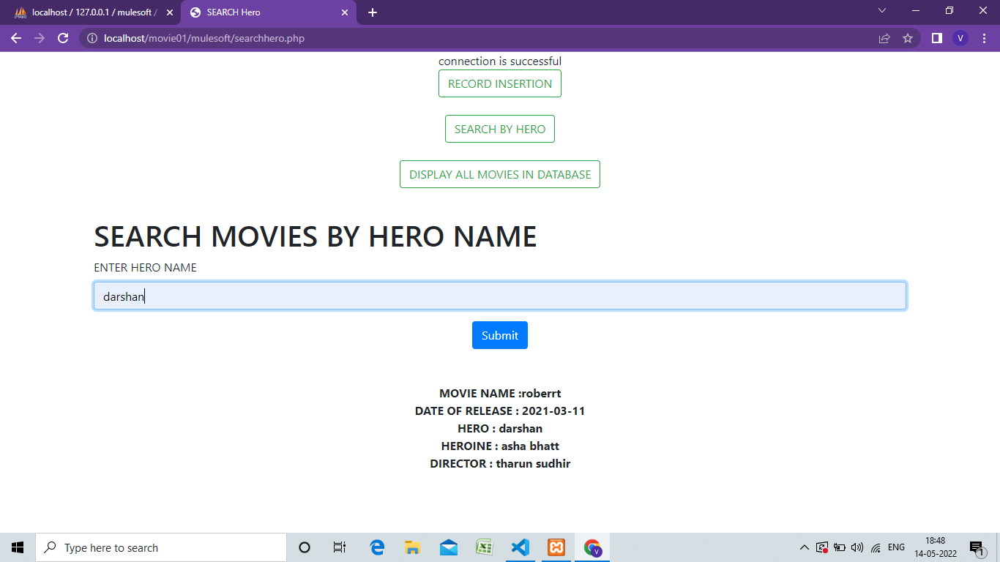 localhost / 127.0.0.1 / mulesoft /
SEARCH Hero
localhost/movie01/mulesoft/searchhero.php
V
connection is successful
RECORD INSERTION
SEARCH BY HERO
DISPLAY ALL MOVIES IN DATABASE
SEARCH MOVIES BY HERO NAME
ENTER HERO NAME
darshan
Submit
MOVIE NAME :roberrt
DATE OF RELEASE : 2021-03-11
HERO : darshan
HEROINE : asha bhatt
DIRECTOR : tharun sudhir
Type here to search
V
ENG
18:48
14-05-2022
1